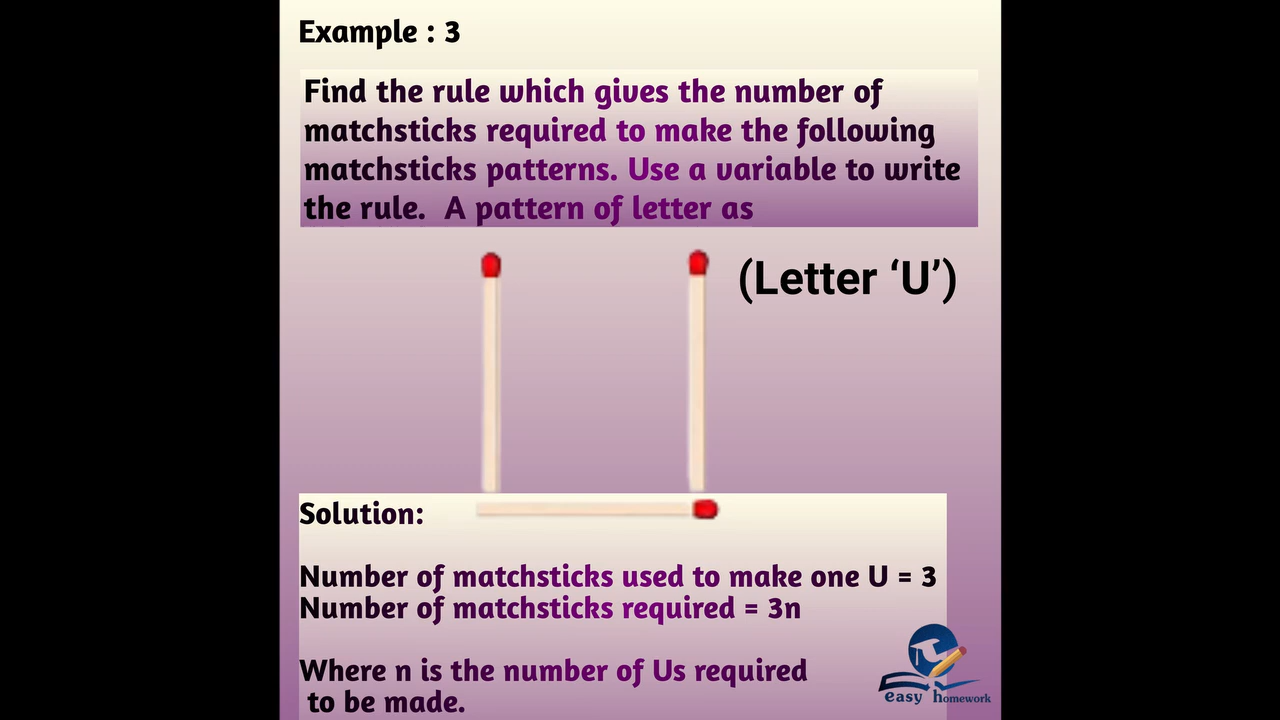 Example : 3
Find the rule which gives the number of
matchsticks required to make the following
matchsticks patterns. Use a variable to write
the rule. A pattern of letter as
(Letter ‘U’)
Solution:
Number of matchsticks used to make one U = 3
Number of matchsticks required = 3n
Where n is the number of Us required
to be made.
easy homework